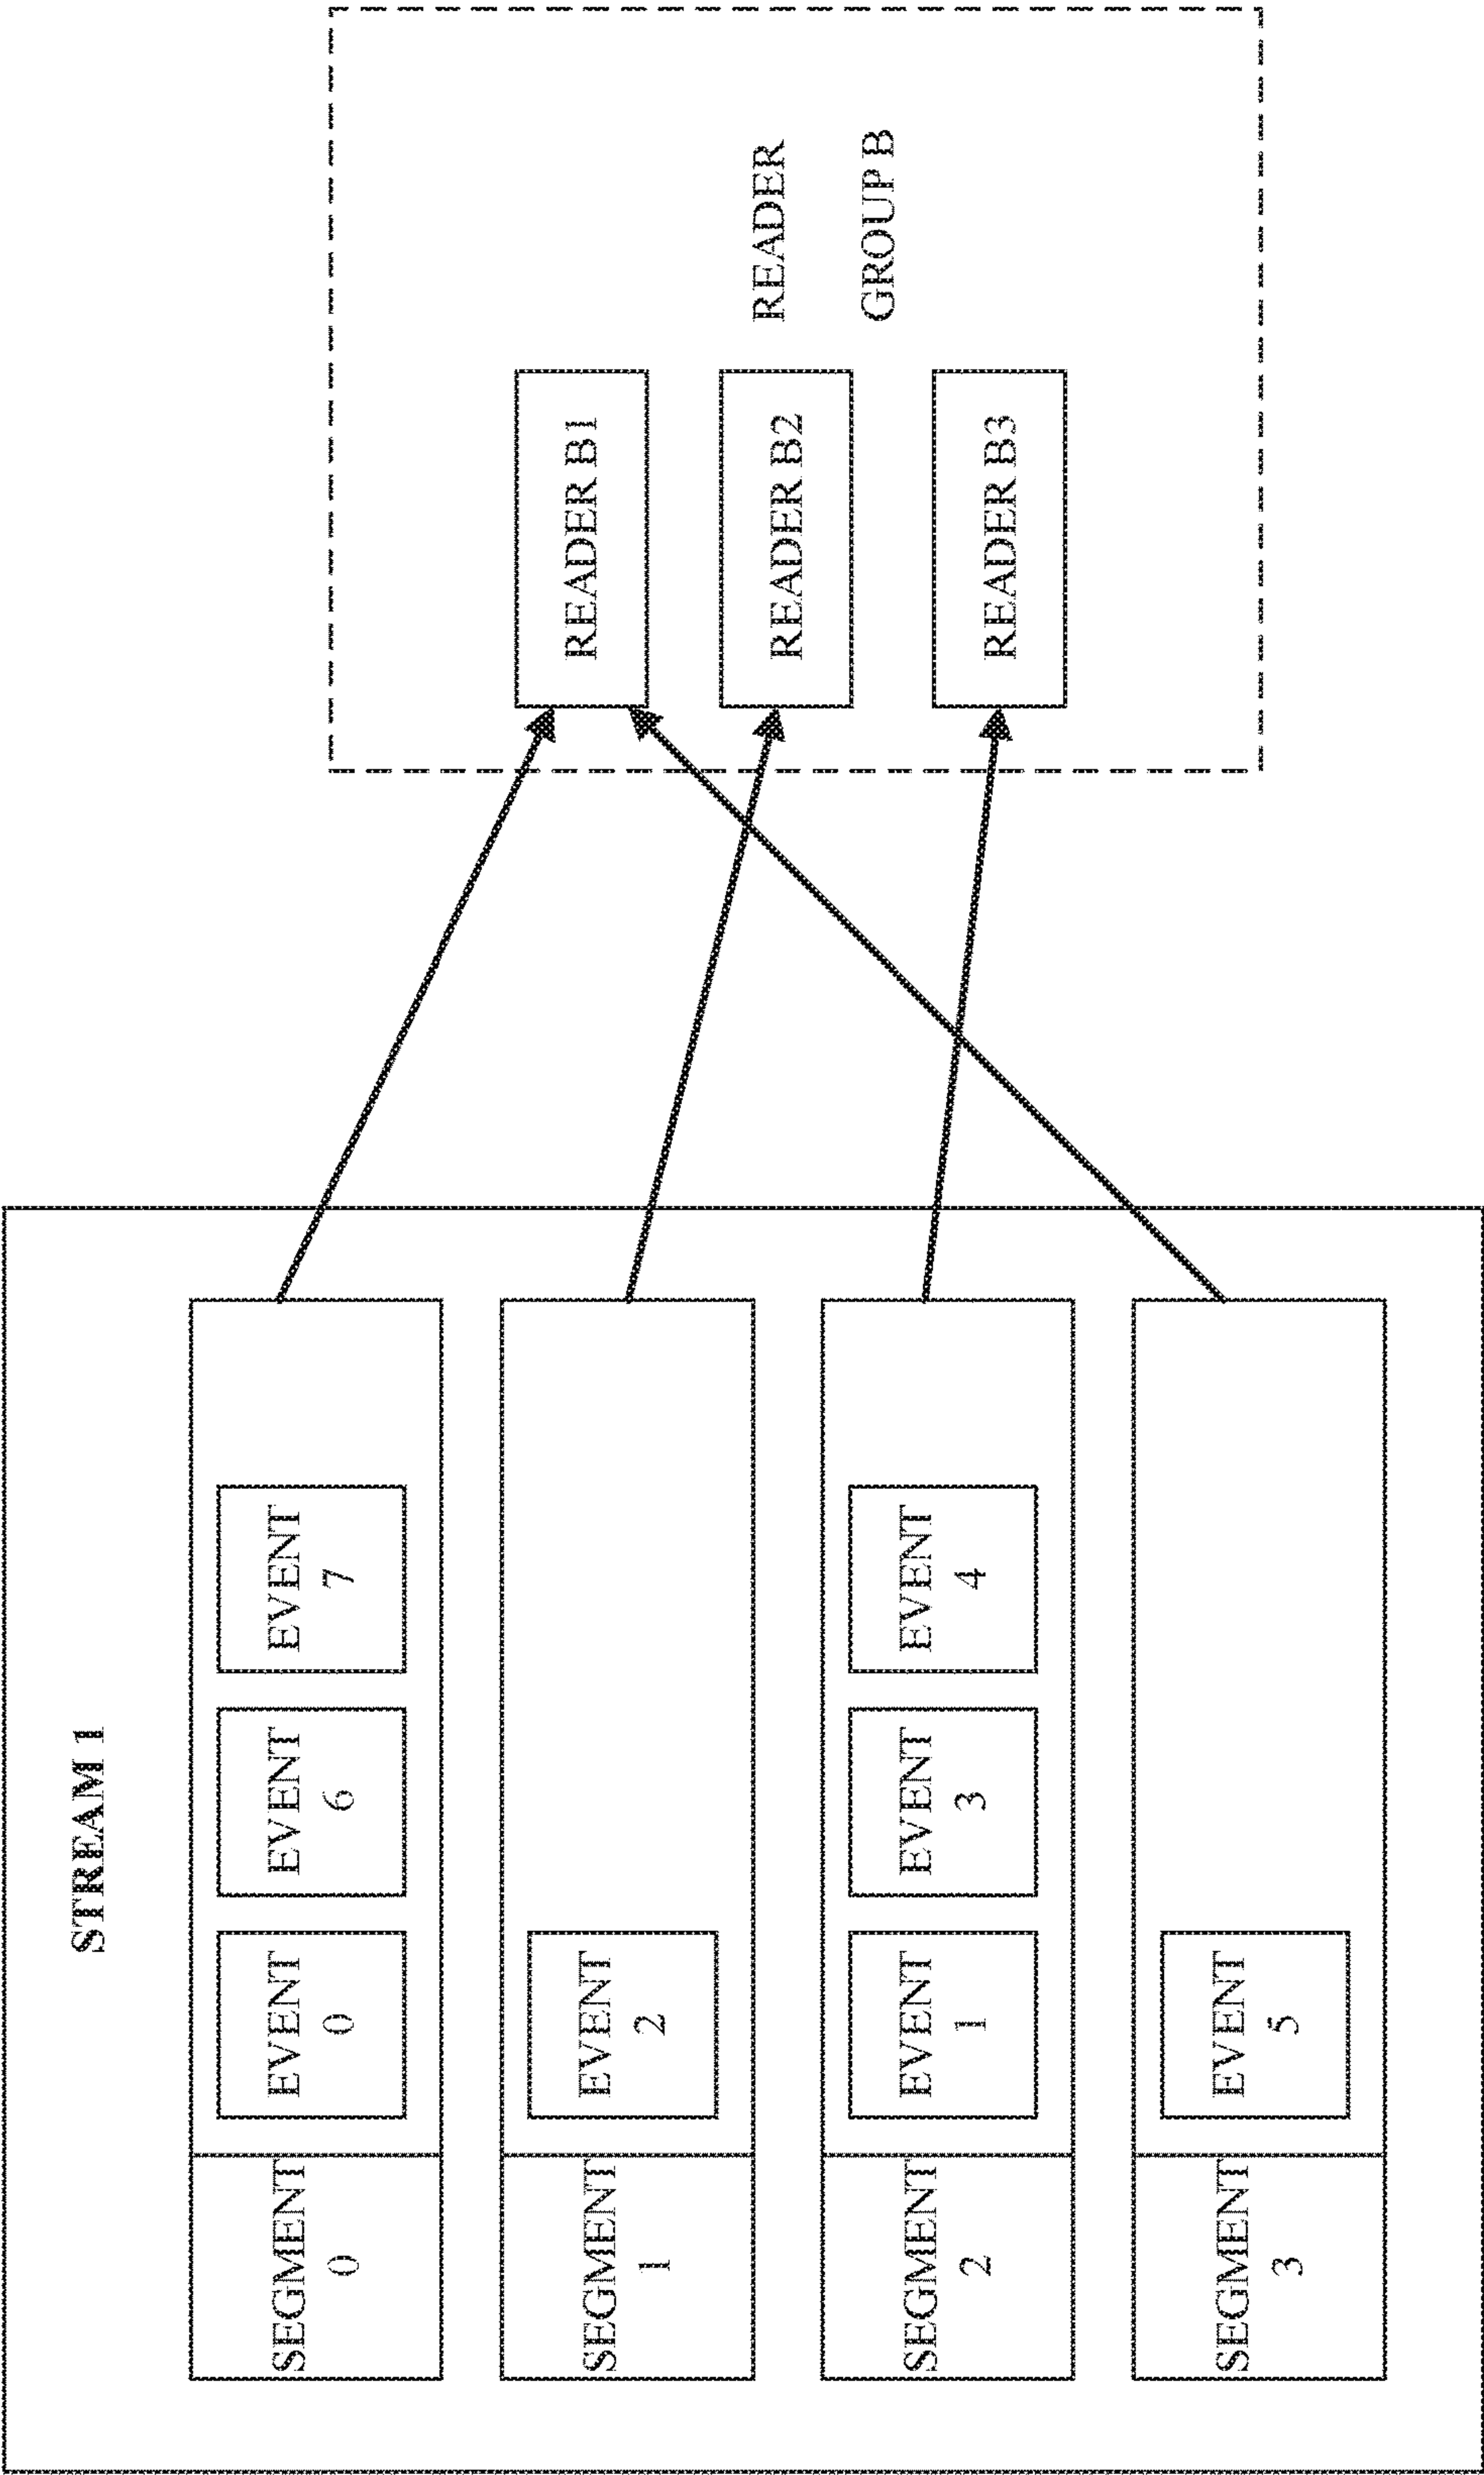 STREAM 1
SEGMENT
0
EVENT
0
EVENT
6
EVENT
7
SEGMENT
1
EVENT
2
SEGMENT
2
EVENT
1
EVENT
3
EVENT
4
SEGMENT
3
EVENT
5
READER B1
READER B2
READER B3
READER
GROUP B